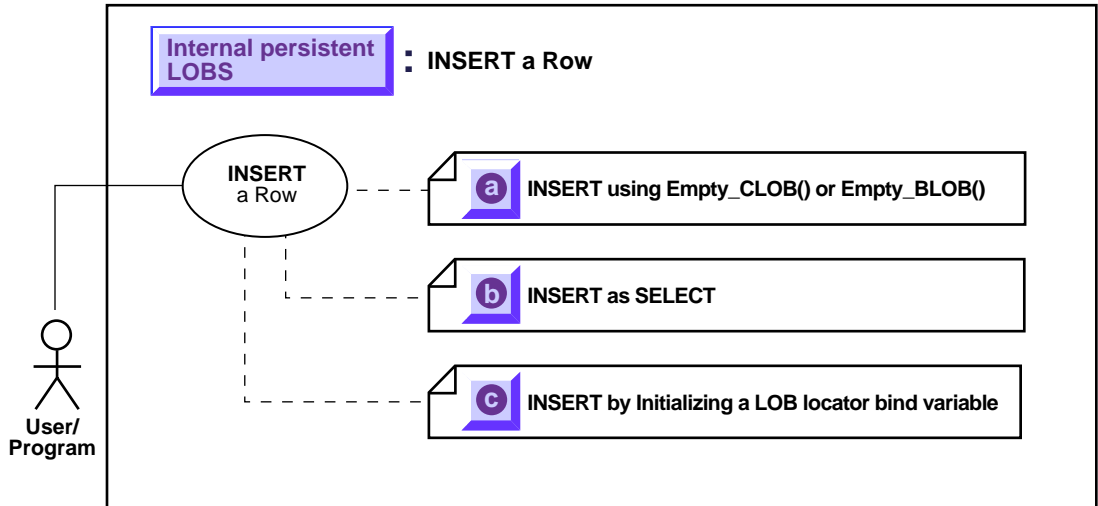 Internal persistent
LOBS
: INSERT a Row
INSERT
a Row
a INSERT using Empty_CLOB() or Empty_BLOB()
b INSERT as SELECT
c INSERT by Initializing a LOB locator bind variable
User/
Program